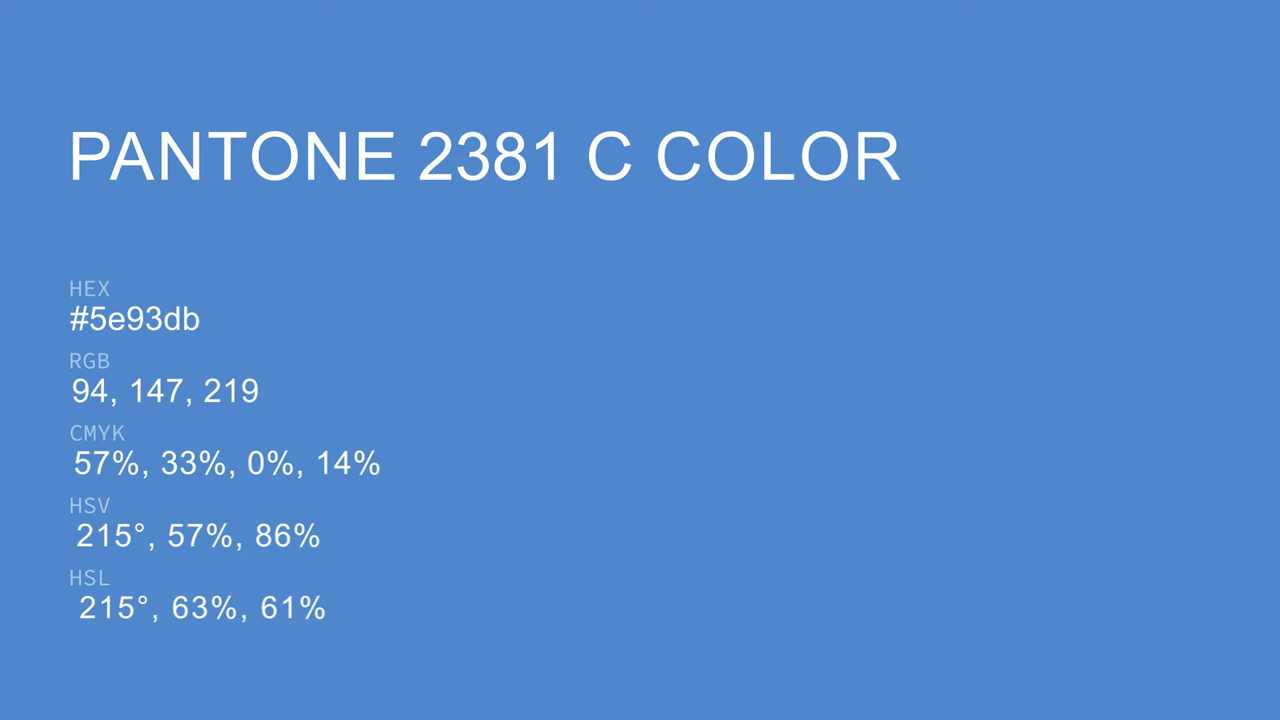 PANTONE 2381 C COLOR
HEX
#5e93db
RGB
94, 147, 219
CMYK
57%, 33%, 0%, 14%
HSV
215°, 57%, 86%
HSL
215°, 63%, 61%